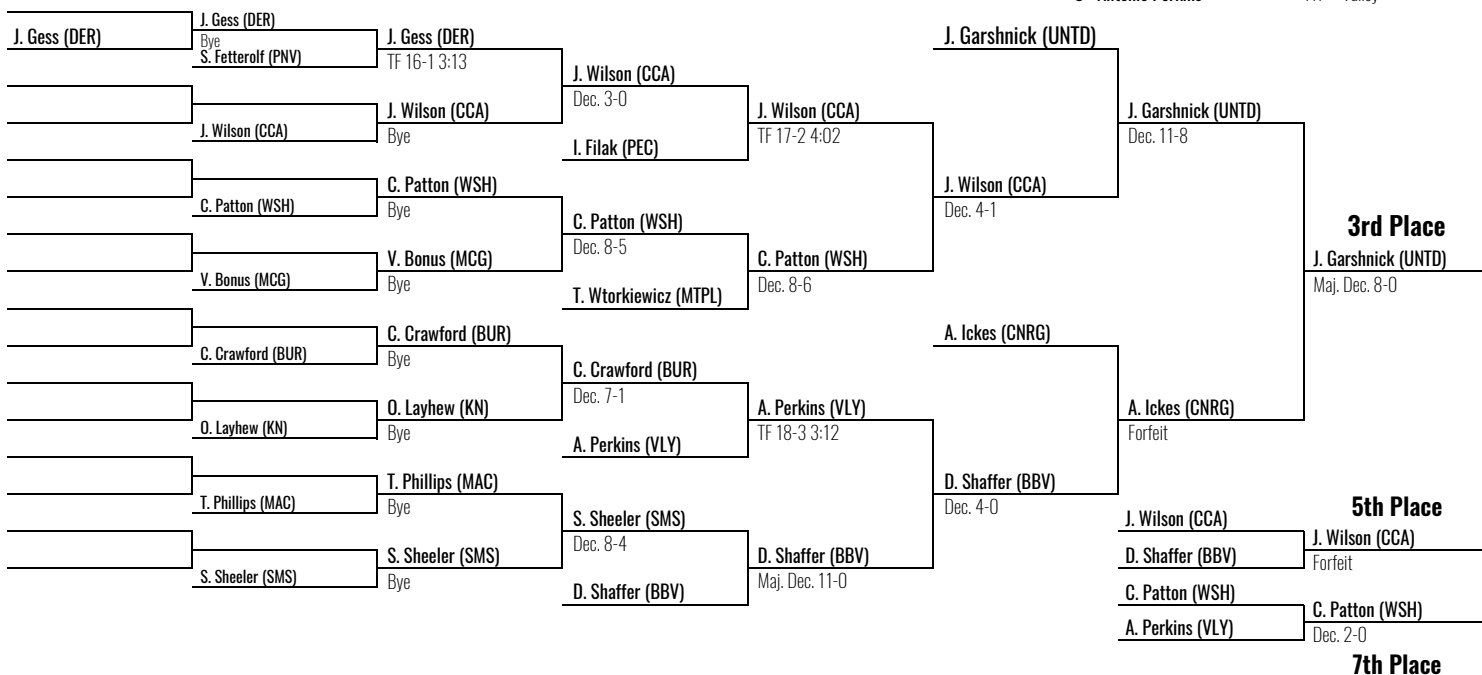 J. Gess (DER)
J. Gess (DER)
Bye
S. Fetterolf (PNV)
J. Gess (DER)
TF 16-1 3:13
J. Wilson (CCA)
J. Wilson (CCA)
Bye
C. Patton (WSH)
C. Patton (WSH)
Bye
V. Bonus (MCG)
V. Bonus (MCG)
Bye
C. Crawford (BUR)
C. Crawford (BUR)
Bye
O. Layhew (KN)
O. Layhew (KN)
Bye
T. Phillips (MAC)
T. Phillips (MAC)
Bye
S. Sheeler (SMS)
S. Sheeler (SMS)
Bye
J. Wilson (CCA)
Dec. 3-0
I. Filak (PEC)
C. Patton (WSH)
Dec. 8-5
T. Wtorkiewicz (MTPL)
C. Crawford (BUR)
Dec. 7-1
A. Perkins (VLY)
S. Sheeler (SMS)
Dec. 8-4
D. Shaffer (BBV)
J. Wilson (CCA)
TF 17-2 4:02
C. Patton (WSH)
Dec. 8-6
A. Perkins (VLY)
TF 18-3 3:12
D. Shaffer (BBV)
Maj. Dec. 11-0
J. Garshnick (UNTD)
J. Wilson (CCA)
Dec. 4-1
A. Ickes (CNRG)
D. Shaffer (BBV)
Dec. 4-0
J. Garshnick (UNTD)
Dec. 11-8
A. Ickes (CNRG)
Forfeit
3rd Place
J. Garshnick (UNTD)
Maj. Dec. 8-0
5th Place
J. Wilson (CCA)
D. Shaffer (BBV)
J. Wilson (CCA)
Forfeit
C. Patton (WSH)
A. Perkins (VLY)
C. Patton (WSH)
Dec. 2-0
7th Place